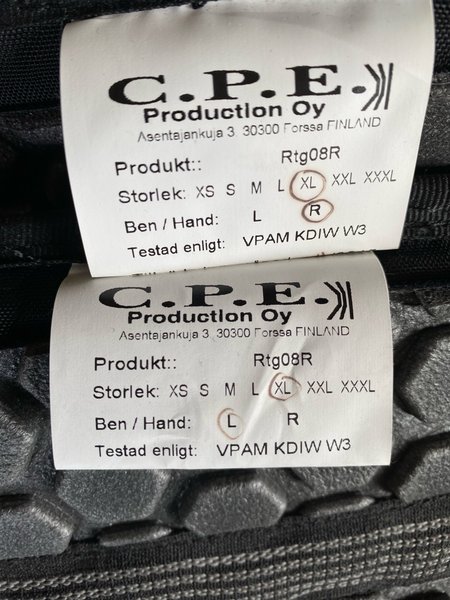 C.P.E.
Production Oy
Asentajankuja 3, 30300 Forssa FINLAND
Produkt:: Rtg08R
Storlek: XS S M L XL XXL XXXL
Ben / Hand: L R
Testad enligt: VPAM KDIW W3
C.P.E.
Production Oy
Asentajankuja 3, 30300 Forssa FINLAND
Produkt:: Rtg08R
Storlek: XS S M L XL XXL XXXL
Ben / Hand: L R
Testad enligt: VPAM KDIW W3